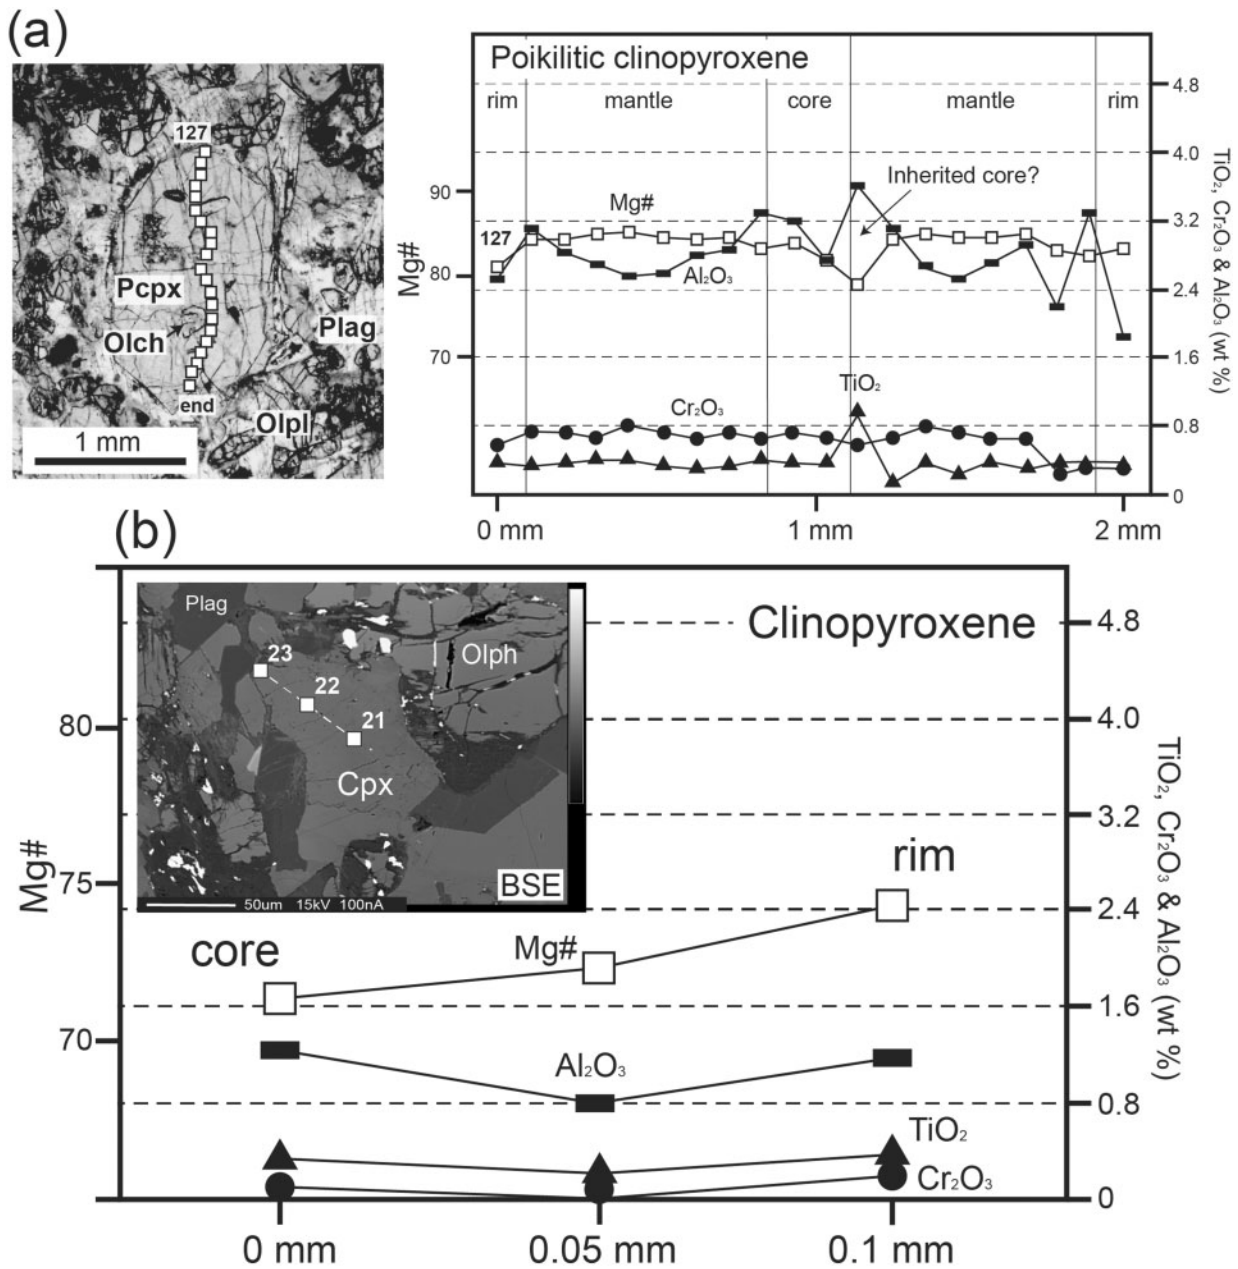 (a)
127
Pcpx
Olch
Plag
end
Olpl
1 mm
Poikilitic clinopyroxene
rim
mantle
core
mantle
rim
Inherited core?
Mg#
127
Al₂O₃
TiO₂
Cr₂O₃
90
80
70
Mg#
4.8
4.0
3.2
2.4
1.6
0.8
0
TiO₂, Cr₂O₃ & Al₂O₃ (wt %)
0 mm
1 mm
2 mm
(b)
Plag
23
22
21
Olph
Cpx
BSE
50um 15kV 100nA
Clinopyroxene
core
rim
Mg#
Al₂O₃
TiO₂
Cr₂O₃
80
75
70
Mg#
4.8
4.0
3.2
2.4
1.6
0.8
0
TiO₂, Cr₂O₃ & Al₂O₃ (wt %)
0 mm
0.05 mm
0.1 mm